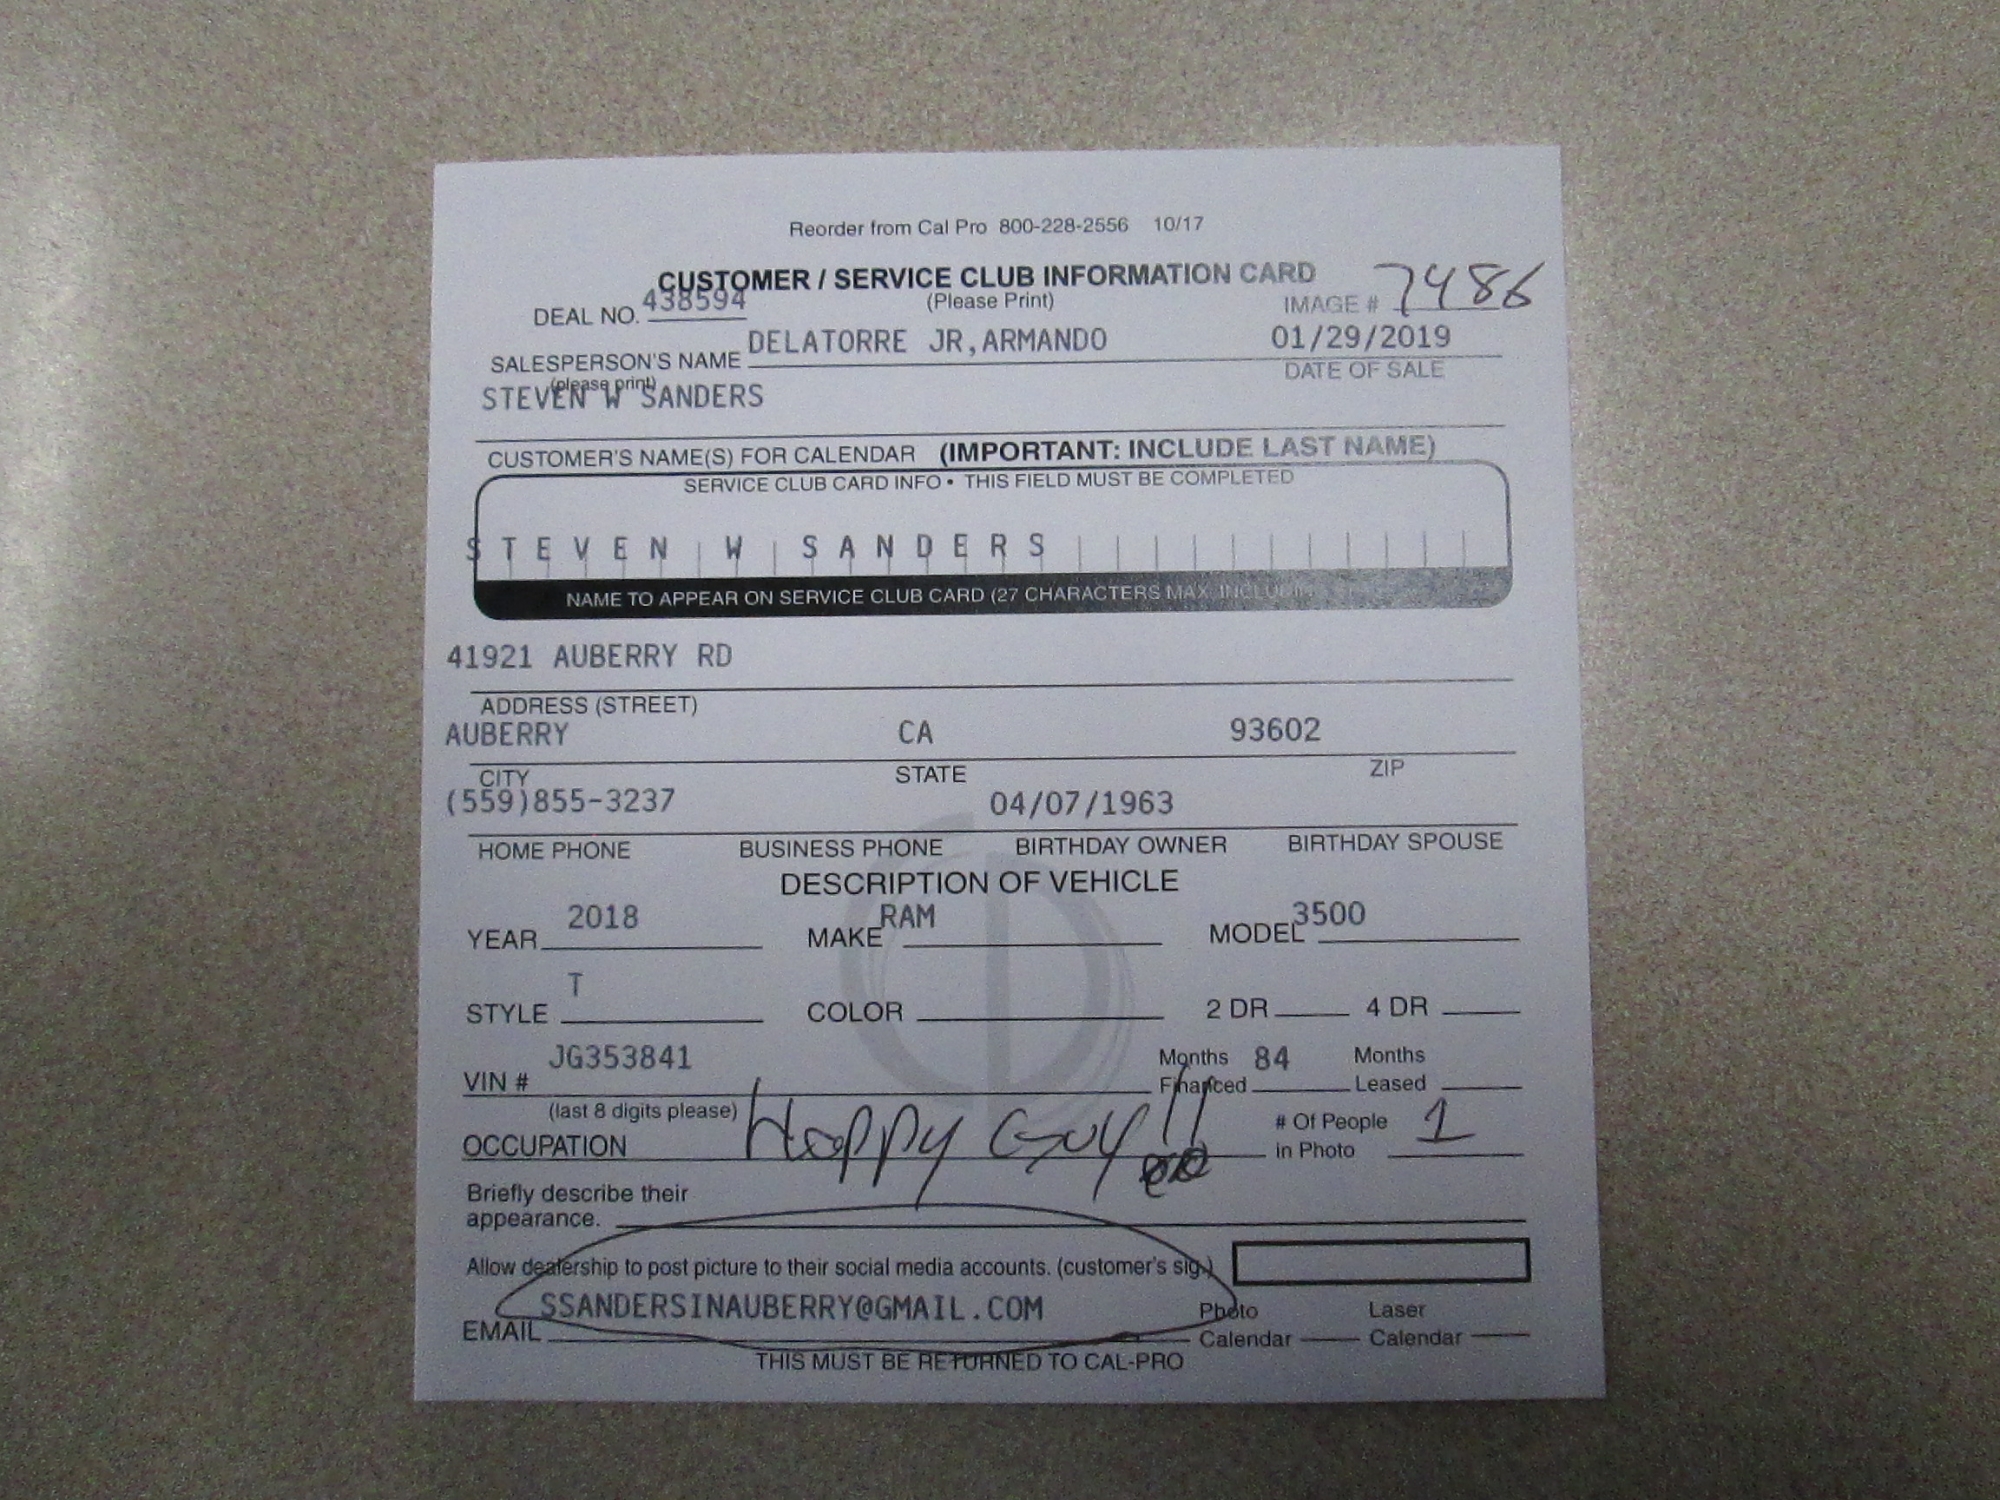 Reorder from Cal Pro 800-228-2556 10/17
CUSTOMER / SERVICE CLUB INFORMATION CARD
(Please Print)
DEAL NO. 438594
IMAGE # 7486
SALESPERSON'S NAME DELATORRE JR,ARMANDO 01/29/2019
(please print) DATE OF SALE
STEVEN W SANDERS
CUSTOMER'S NAME(S) FOR CALENDAR (IMPORTANT: INCLUDE LAST NAME)
SERVICE CLUB CARD INFO • THIS FIELD MUST BE COMPLETED
STEVEN W SANDERS
NAME TO APPEAR ON SERVICE CLUB CARD (27 CHARACTERS MAX
41921 AUBERRY RD
ADDRESS (STREET)
AUBERRY CA 93602
CITY STATE ZIP
(559)855-3237 04/07/1963
HOME PHONE BUSINESS PHONE BIRTHDAY OWNER BIRTHDAY SPOUSE
DESCRIPTION OF VEHICLE
YEAR 2018 MAKE RAM MODEL 3500
STYLE T COLOR 2 DR 4 DR
VIN # JG353841 Months Financed 84 Months Leased
(last 8 digits please)
OCCUPATION Happy Guy!! # Of People in Photo 1
Briefly describe their
appearance.
Allow dealership to post picture to their social media accounts. (customer's sig.)
EMAIL SSANDERSINAUBERRY@GMAIL.COM Photo Calendar Laser Calendar
THIS MUST BE RETURNED TO CAL-PRO